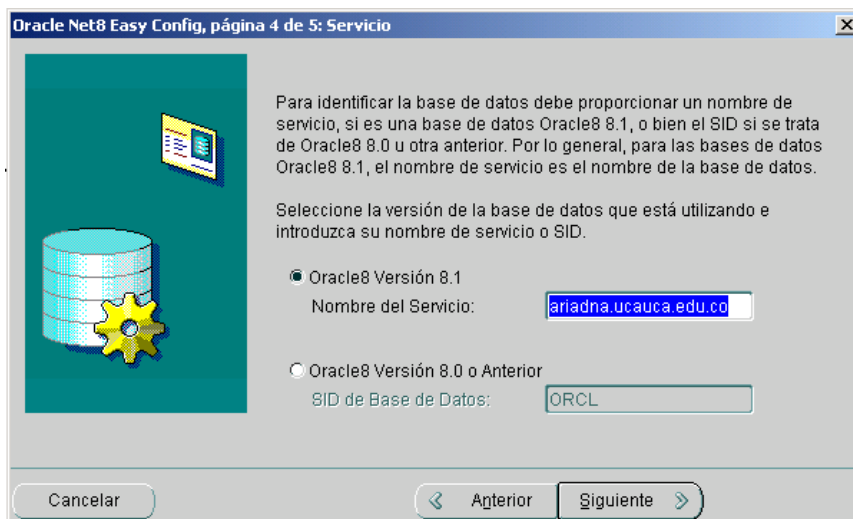 Oracle Net8 Easy Config, página 4 de 5: Servicio
Para identificar la base de datos debe proporcionar un nombre de
servicio, si es una base de datos Oracle8 8.1, o bien el SID si se trata
de Oracle8 8.0 u otra anterior. Por lo general, para las bases de datos
Oracle8 8.1, el nombre de servicio es el nombre de la base de datos.
Seleccione la versión de la base de datos que está utilizando e
introduzca su nombre de servicio o SID.
Oracle8 Versión 8.1
Nombre del Servicio: ariadna.ucauca.edu.co
Oracle8 Versión 8.0 o Anterior
SID de Base de Datos: ORCL
Cancelar Anterior Siguiente